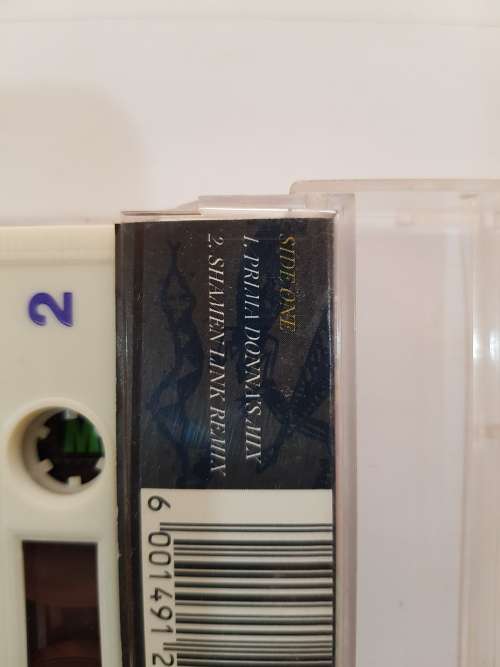 SIDE ONE
1. PRIMA DONNA'S MIX
2. SHAMEN LINK REMIX
6 001491 2
2
M